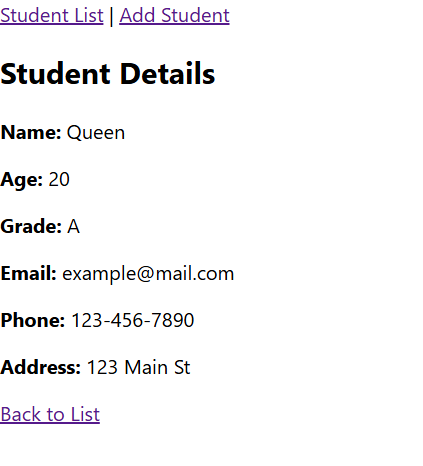 Student List | Add Student
Student Details
Name: Queen
Age: 20
Grade: A
Email: example@mail.com
Phone: 123-456-7890
Address: 123 Main St
Back to List